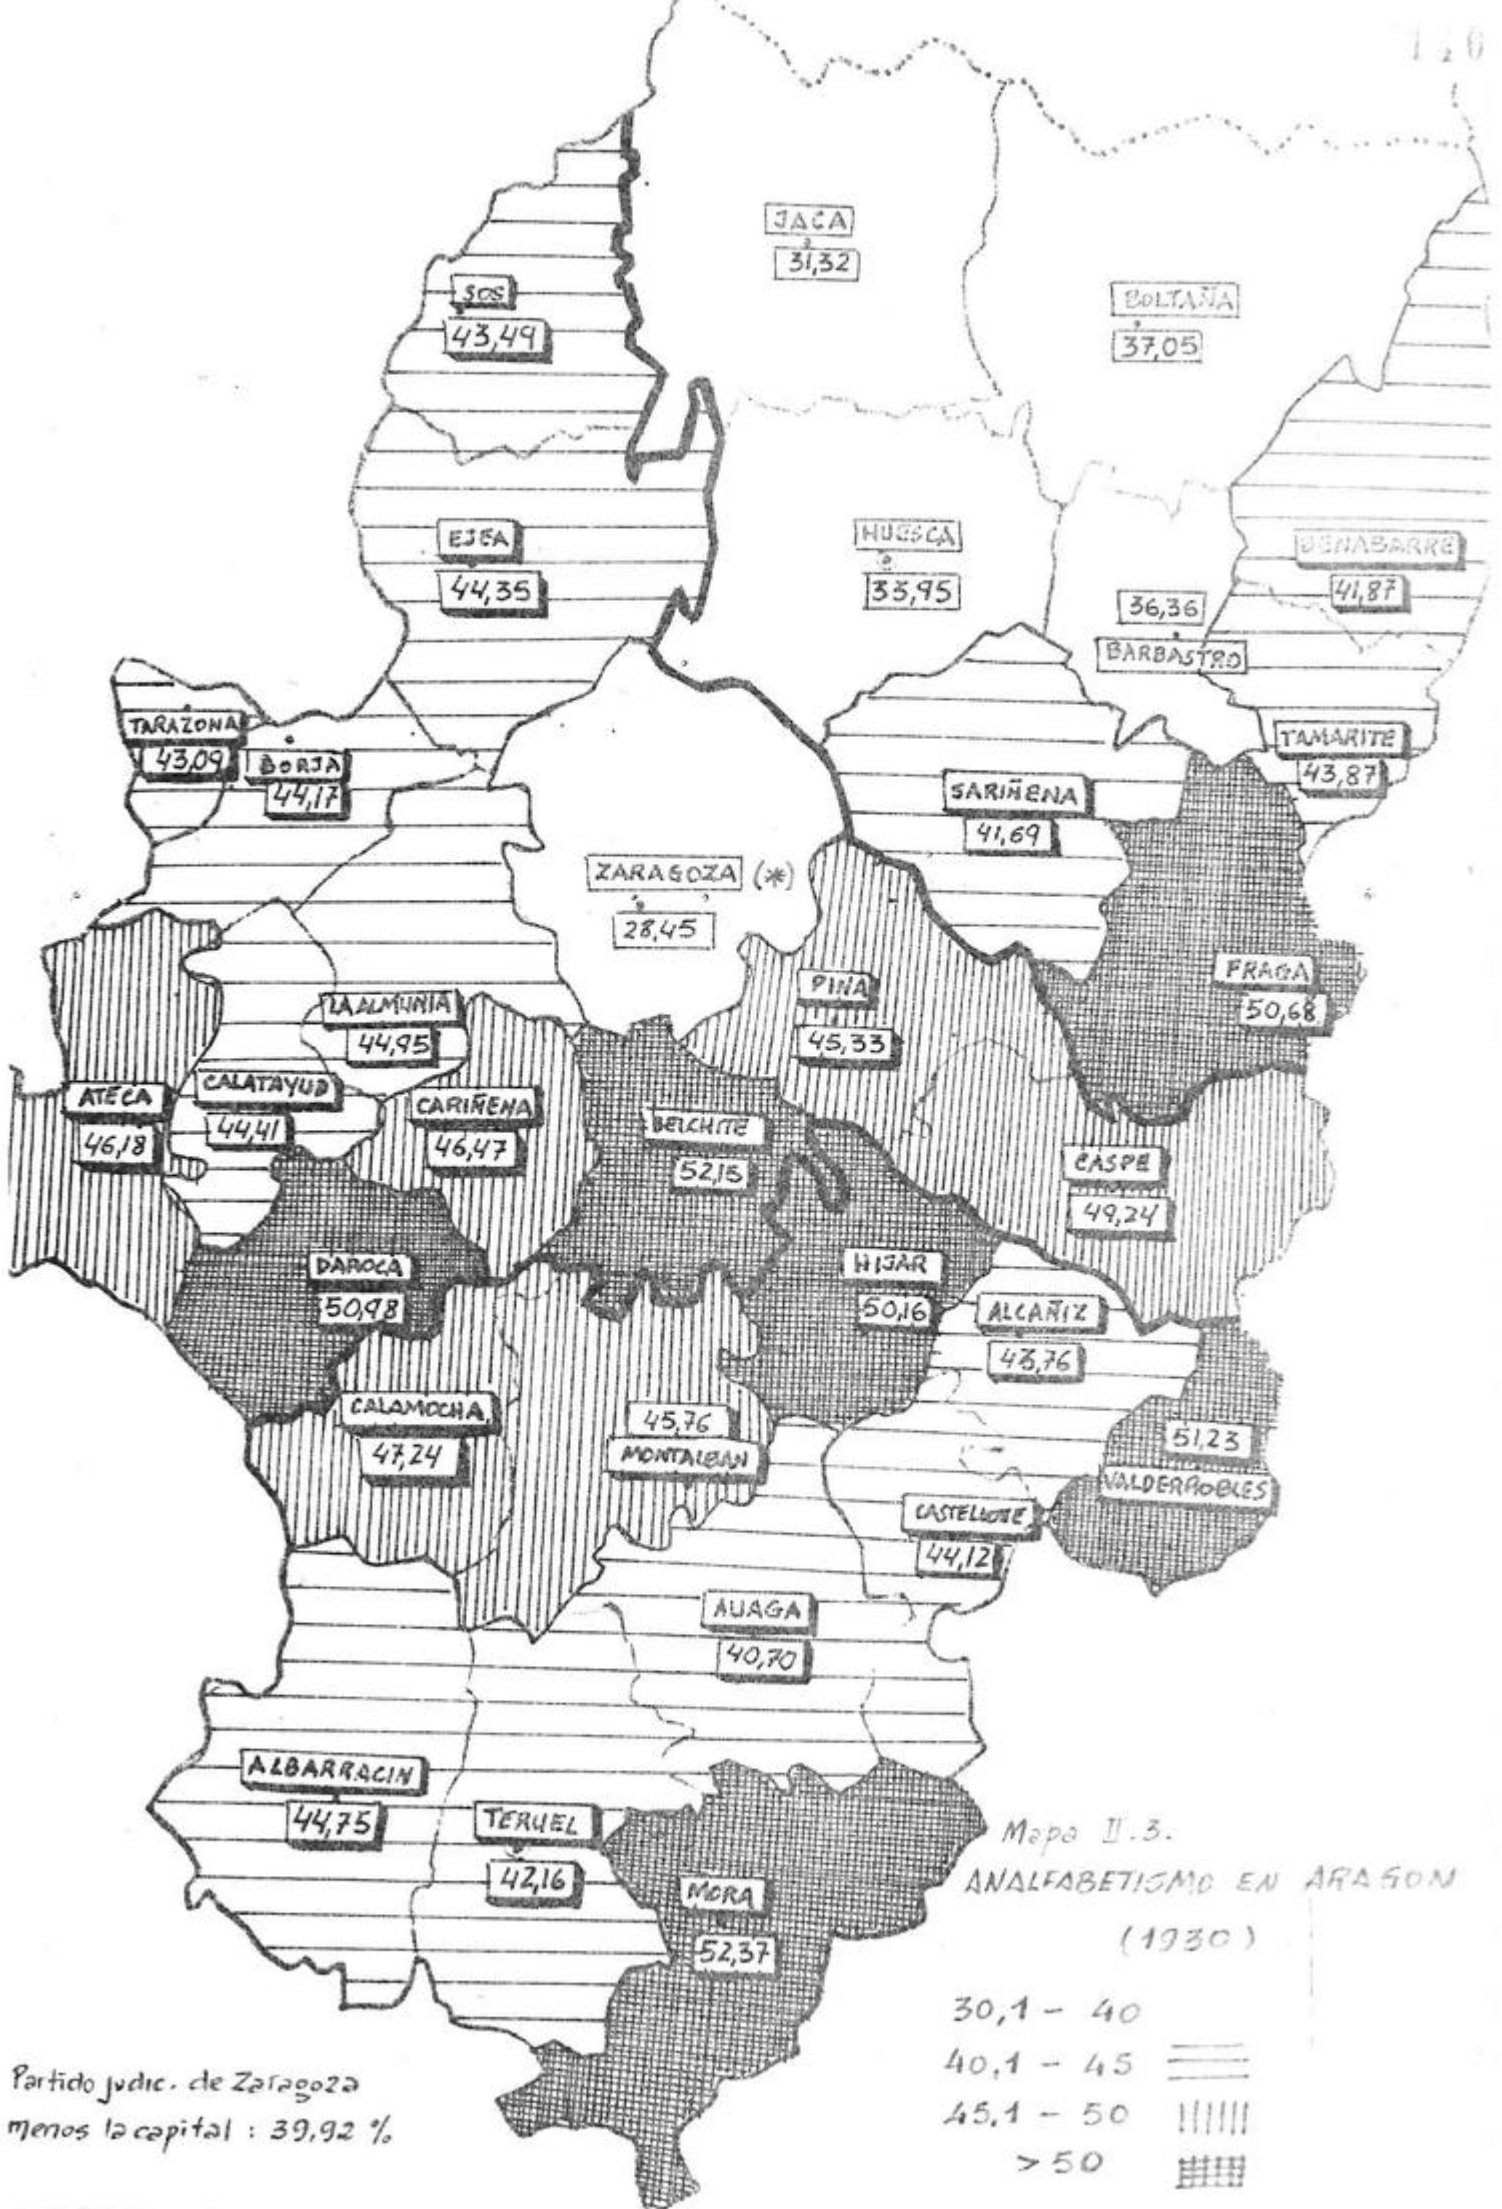 140
JACA
31,32
BOLTAÑA
37,05
SOS
43,49
EJEA
44,35
HUESCA
33,95
BENABARRE
41,87
36,36
BARBASTRO
TARAZONA
43,09
BORJA
44,17
TAMARITE
43,87
SARIÑENA
41,69
ZARAGOZA (*)
28,45
FRAGA
50,68
PINA
45,33
LA ALMUNIA
44,95
ATECA
46,18
CALATAYUD
44,41
CARIÑENA
46,47
BELCHITE
52,15
CASPE
49,24
DAROCA
50,98
HIJAR
50,16
ALCAÑIZ
43,76
CALAMOCHA
47,24
45,76
MONTALBAN
51,23
VALDERROBLES
CASTELLOTE
44,12
ALIAGA
40,70
ALBARRACIN
44,75
TERUEL
42,16
MORA
52,37
Mapa II.3.
ANALFABETISMO EN ARAGON
(1930)
30,1 - 40
40,1 - 45
45,1 - 50
>50
Partido judic. de Zaragoza
menos la capital : 39,92 %